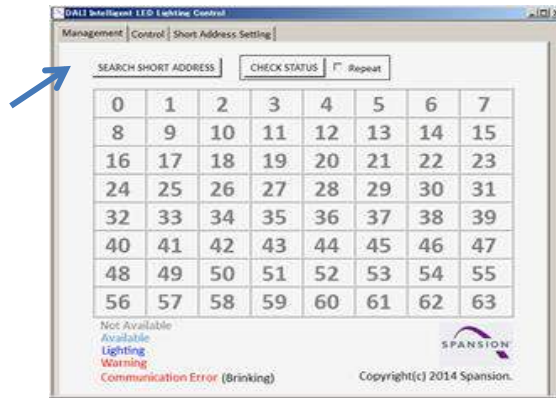 DALI Intelligent LED Lighting Control
Management Control Short Address Setting
SEARCH SHORT ADDRESS CHECK STATUS Repeat
0 1 2 3 4 5 6 7
8 9 10 11 12 13 14 15
16 17 18 19 20 21 22 23
24 25 26 27 28 29 30 31
32 33 34 35 36 37 38 39
40 41 42 43 44 45 46 47
48 49 50 51 52 53 54 55
56 57 58 59 60 61 62 63
Not Available
Available
Lighting
Warning
Communication Error (Brinking)
SPANSION
Copyright(c) 2014 Spansion.